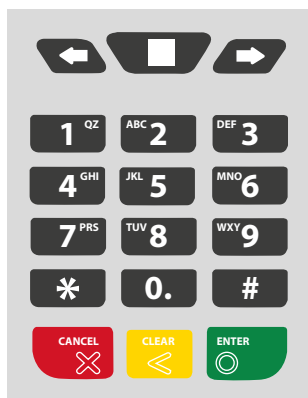 1 QZ ABC 2 DEF 3
4 GHI JKL 5 MNO 6
7 PRS TUV 8 WXY 9
* 0. #
CANCEL CLEAR ENTER